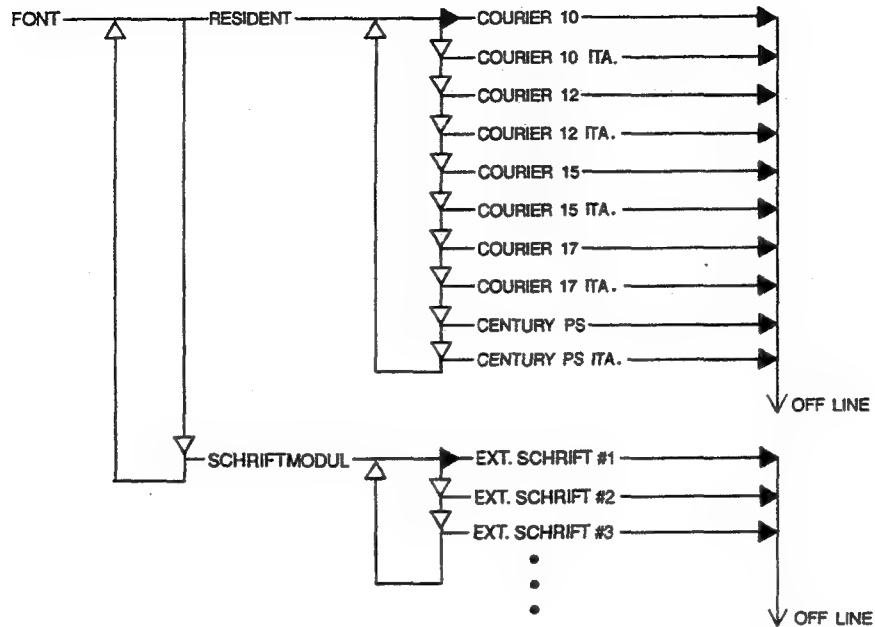 FONT RESIDENT COURIER 10
COURIER 10 ITA.
COURIER 12
COURIER 12 ITA.
COURIER 15
COURIER 15 ITA.
COURIER 17
COURIER 17 ITA.
CENTURY PS
CENTURY PS ITA.
OFF LINE
SCHRIFTMODUL EXT. SCHRIFT #1
EXT. SCHRIFT #2
EXT. SCHRIFT #3
OFF LINE